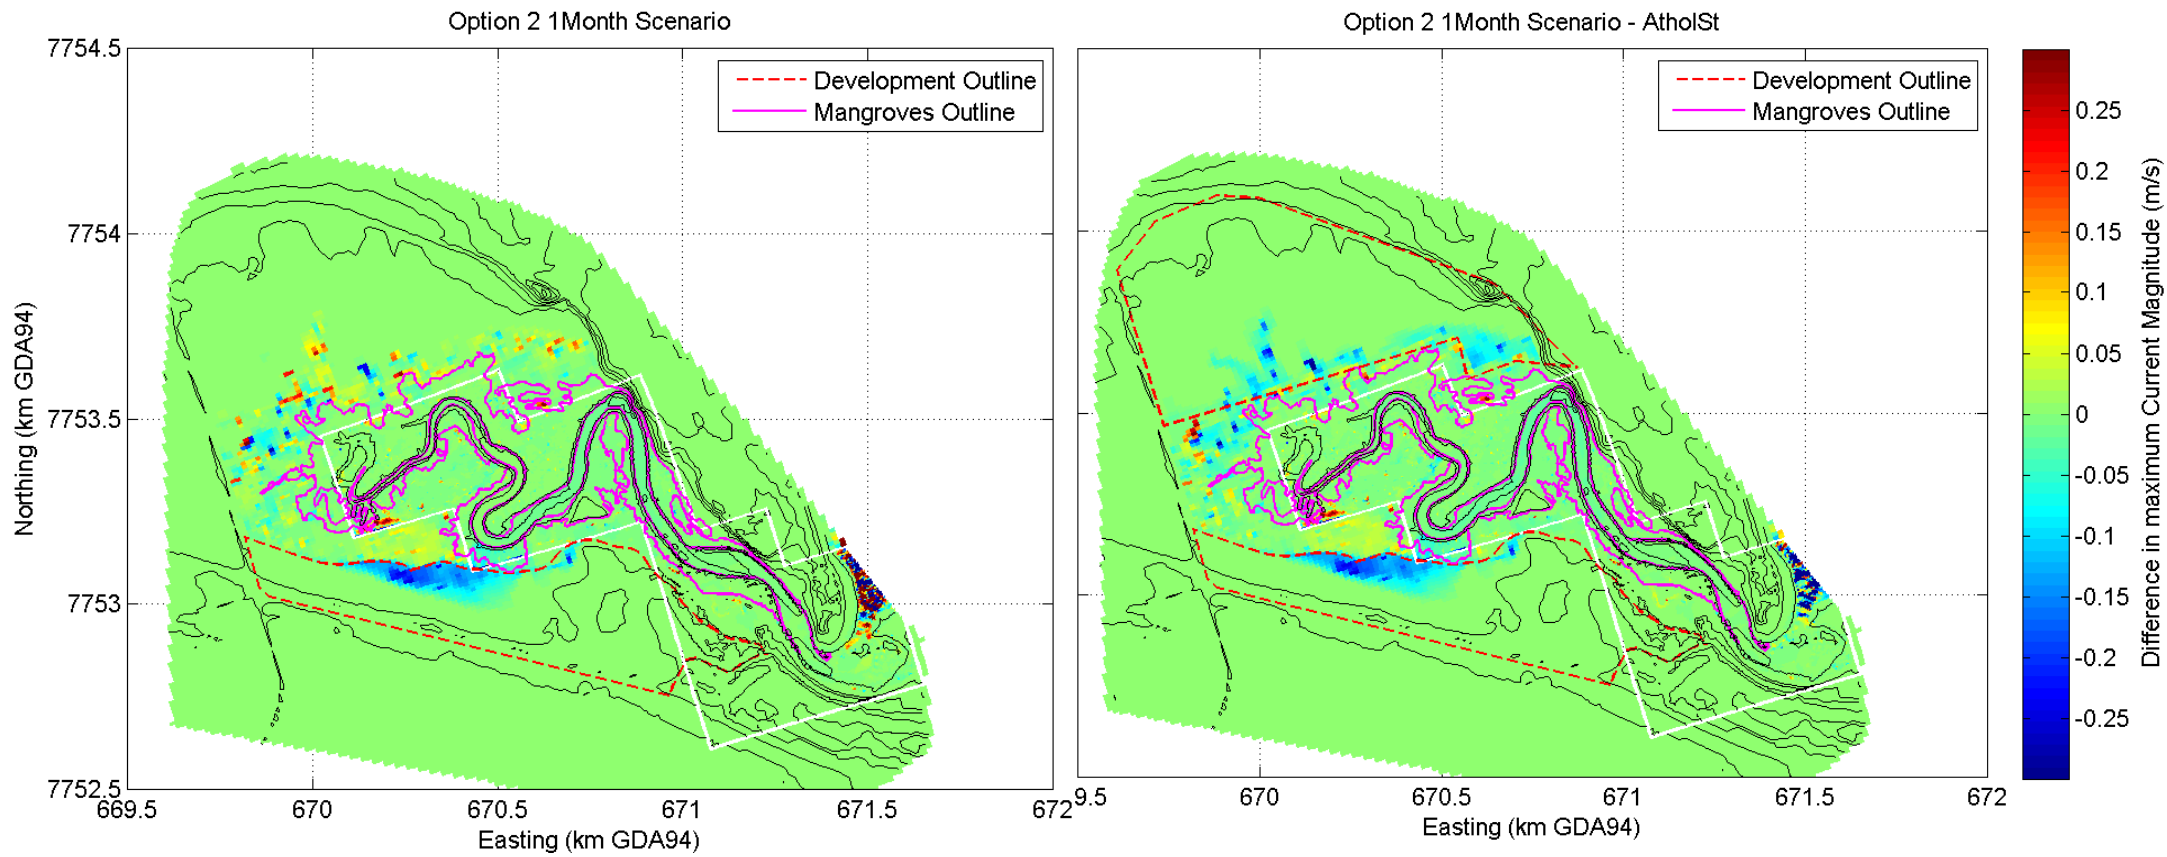 Option 2 1Month Scenario
7754.5
7754
7753.5
7753
7752.5
Northing (km GDA94)
Development Outline
Mangroves Outline
669.5
670
670.5
671
671.5
672
Easting (km GDA94)
Option 2 1Month Scenario - AtholSt
Development Outline
Mangroves Outline
9.5
670
670.5
671
671.5
672
Easting (km GDA94)
0.25
0.2
0.15
0.1
0.05
0
-0.05
-0.1
-0.15
-0.2
-0.25
Difference in maximum Current Magnitude (m/s)